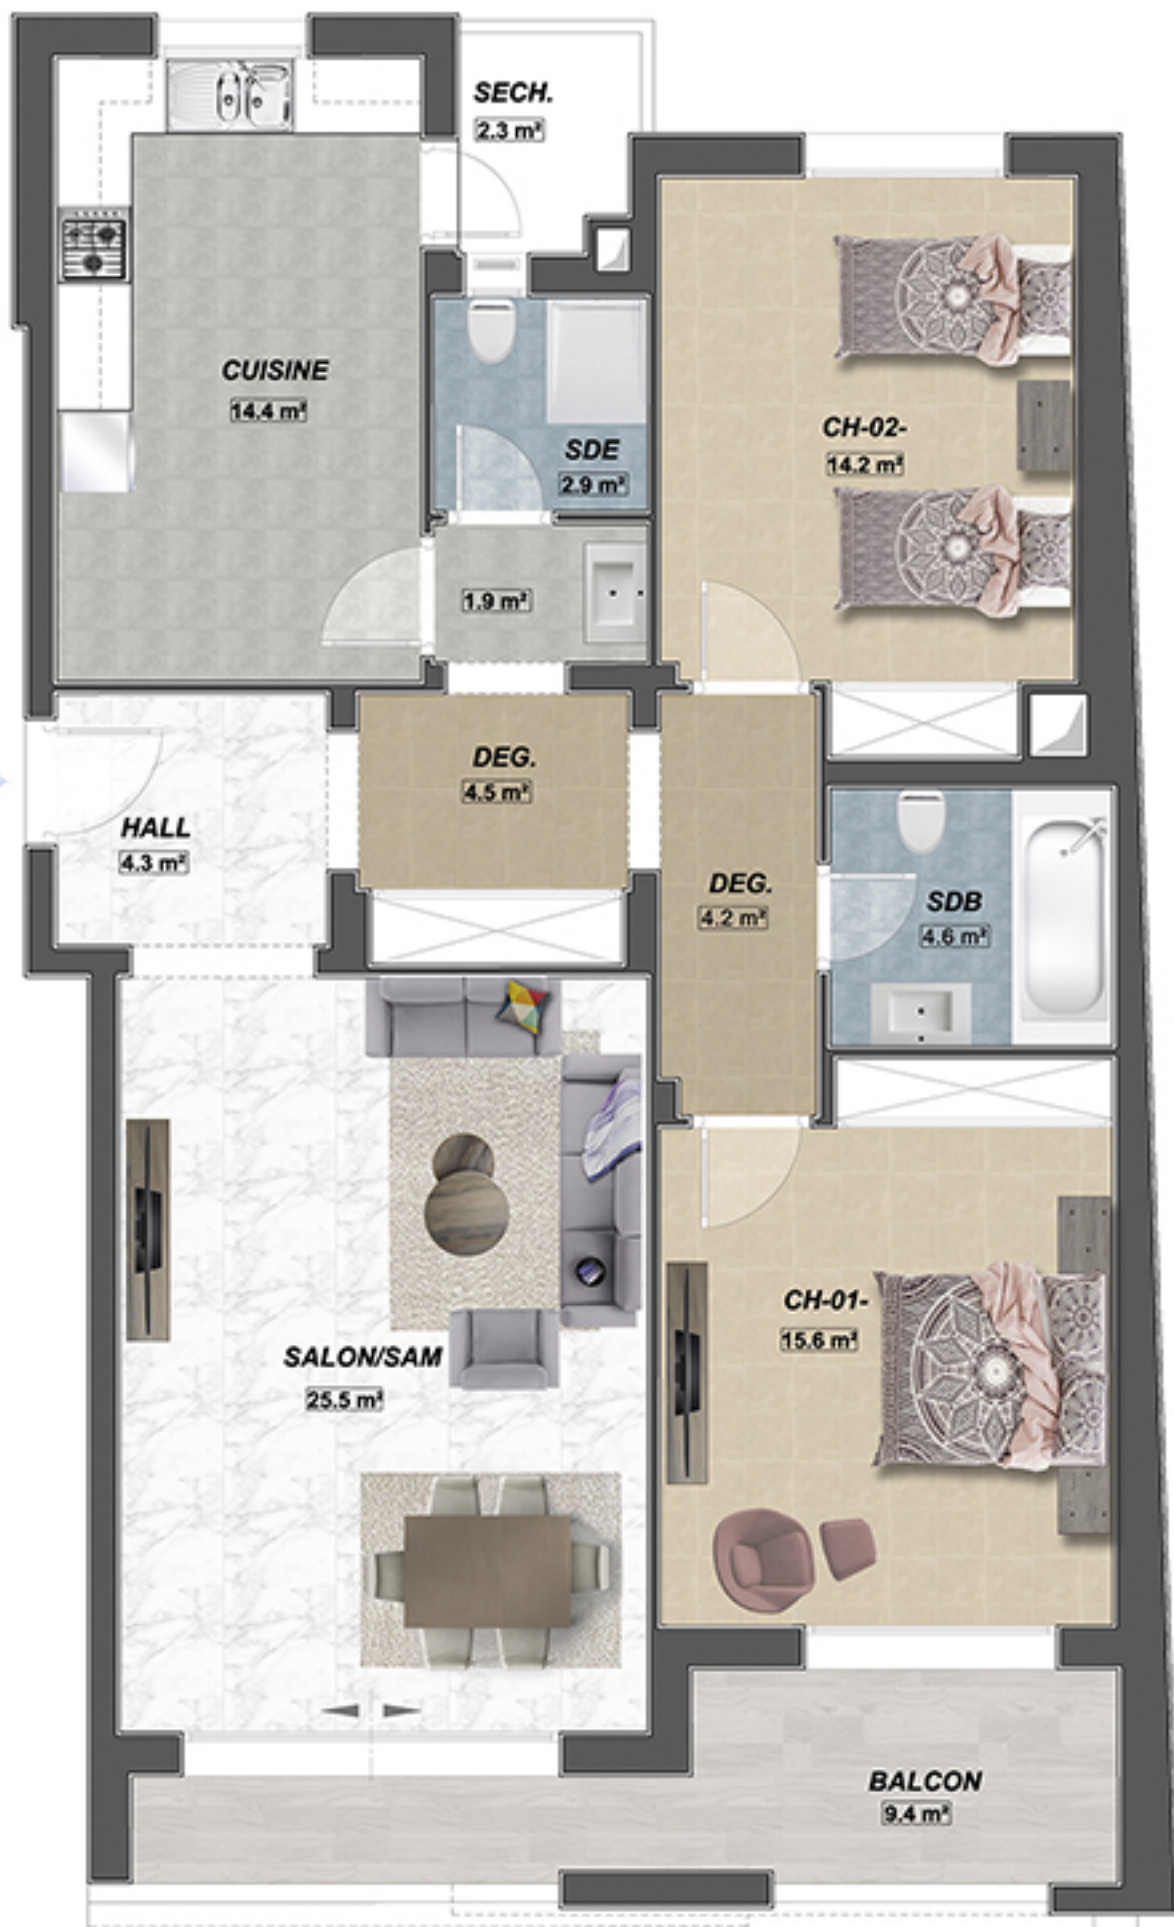 SECH.
2.3 m²
CUISINE
14.4 m²
SDE
2.9 m²
CH-02-
14.2 m²
1.9 m²
DEG.
4.5 m²
HALL
4.3 m²
DEG.
4.2 m²
SDB
4.6 m²
CH-01-
15.6 m²
SALON/SAM
25.5 m²
BALCON
9.4 m²